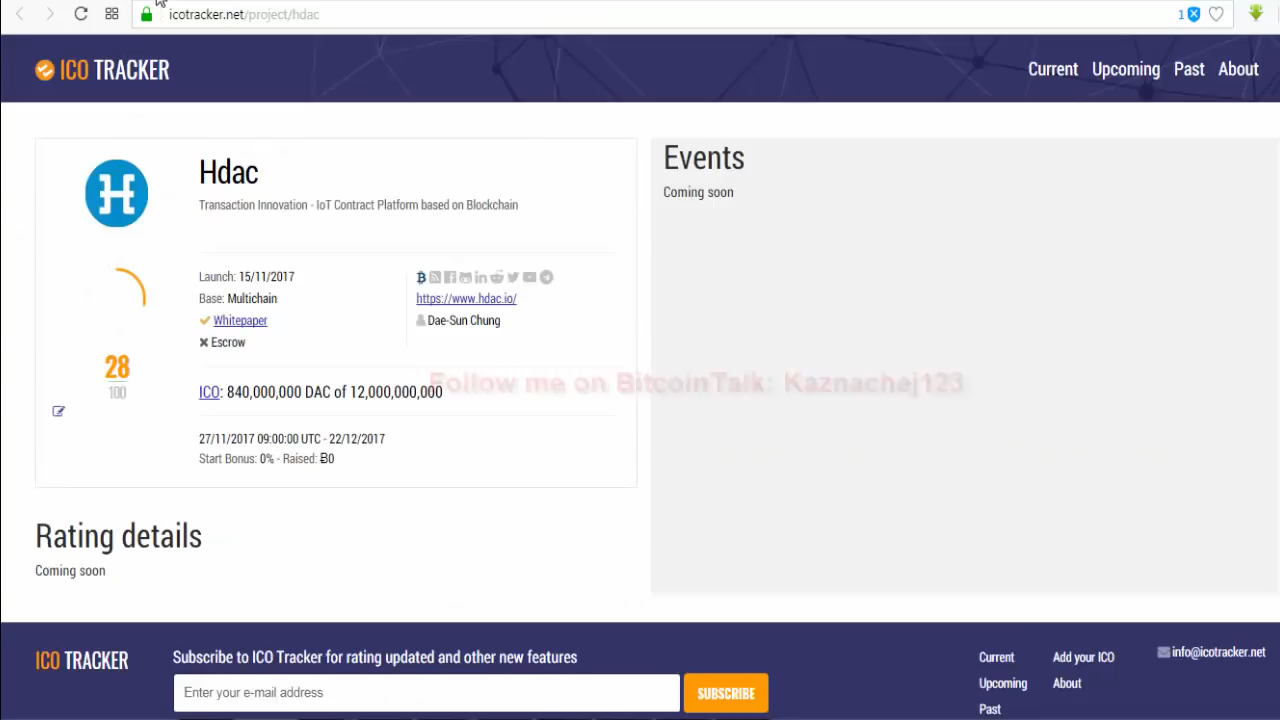 icotracker.net/project/hdac
1
ICO TRACKER
Current Upcoming Past About
Hdac
Transaction Innovation - IoT Contract Platform based on Blockchain
Launch: 15/11/2017
Base: Multichain
Whitepaper
Escrow
https://www.hdac.io/
Dae-Sun Chung
28
100
ICO: 840,000,000 DAC of 12,000,000,000
27/11/2017 09:00:00 UTC - 22/12/2017
Start Bonus: 0% - Raised: Ƀ0
Follow me on BitcoinTalk: Kaznachej123
Events
Coming soon
Rating details
Coming soon
ICO TRACKER
Subscribe to ICO Tracker for rating updated and other new features
Enter your e-mail address
SUBSCRIBE
Current
Upcoming
Past
Add your ICO
About
info@icotracker.net